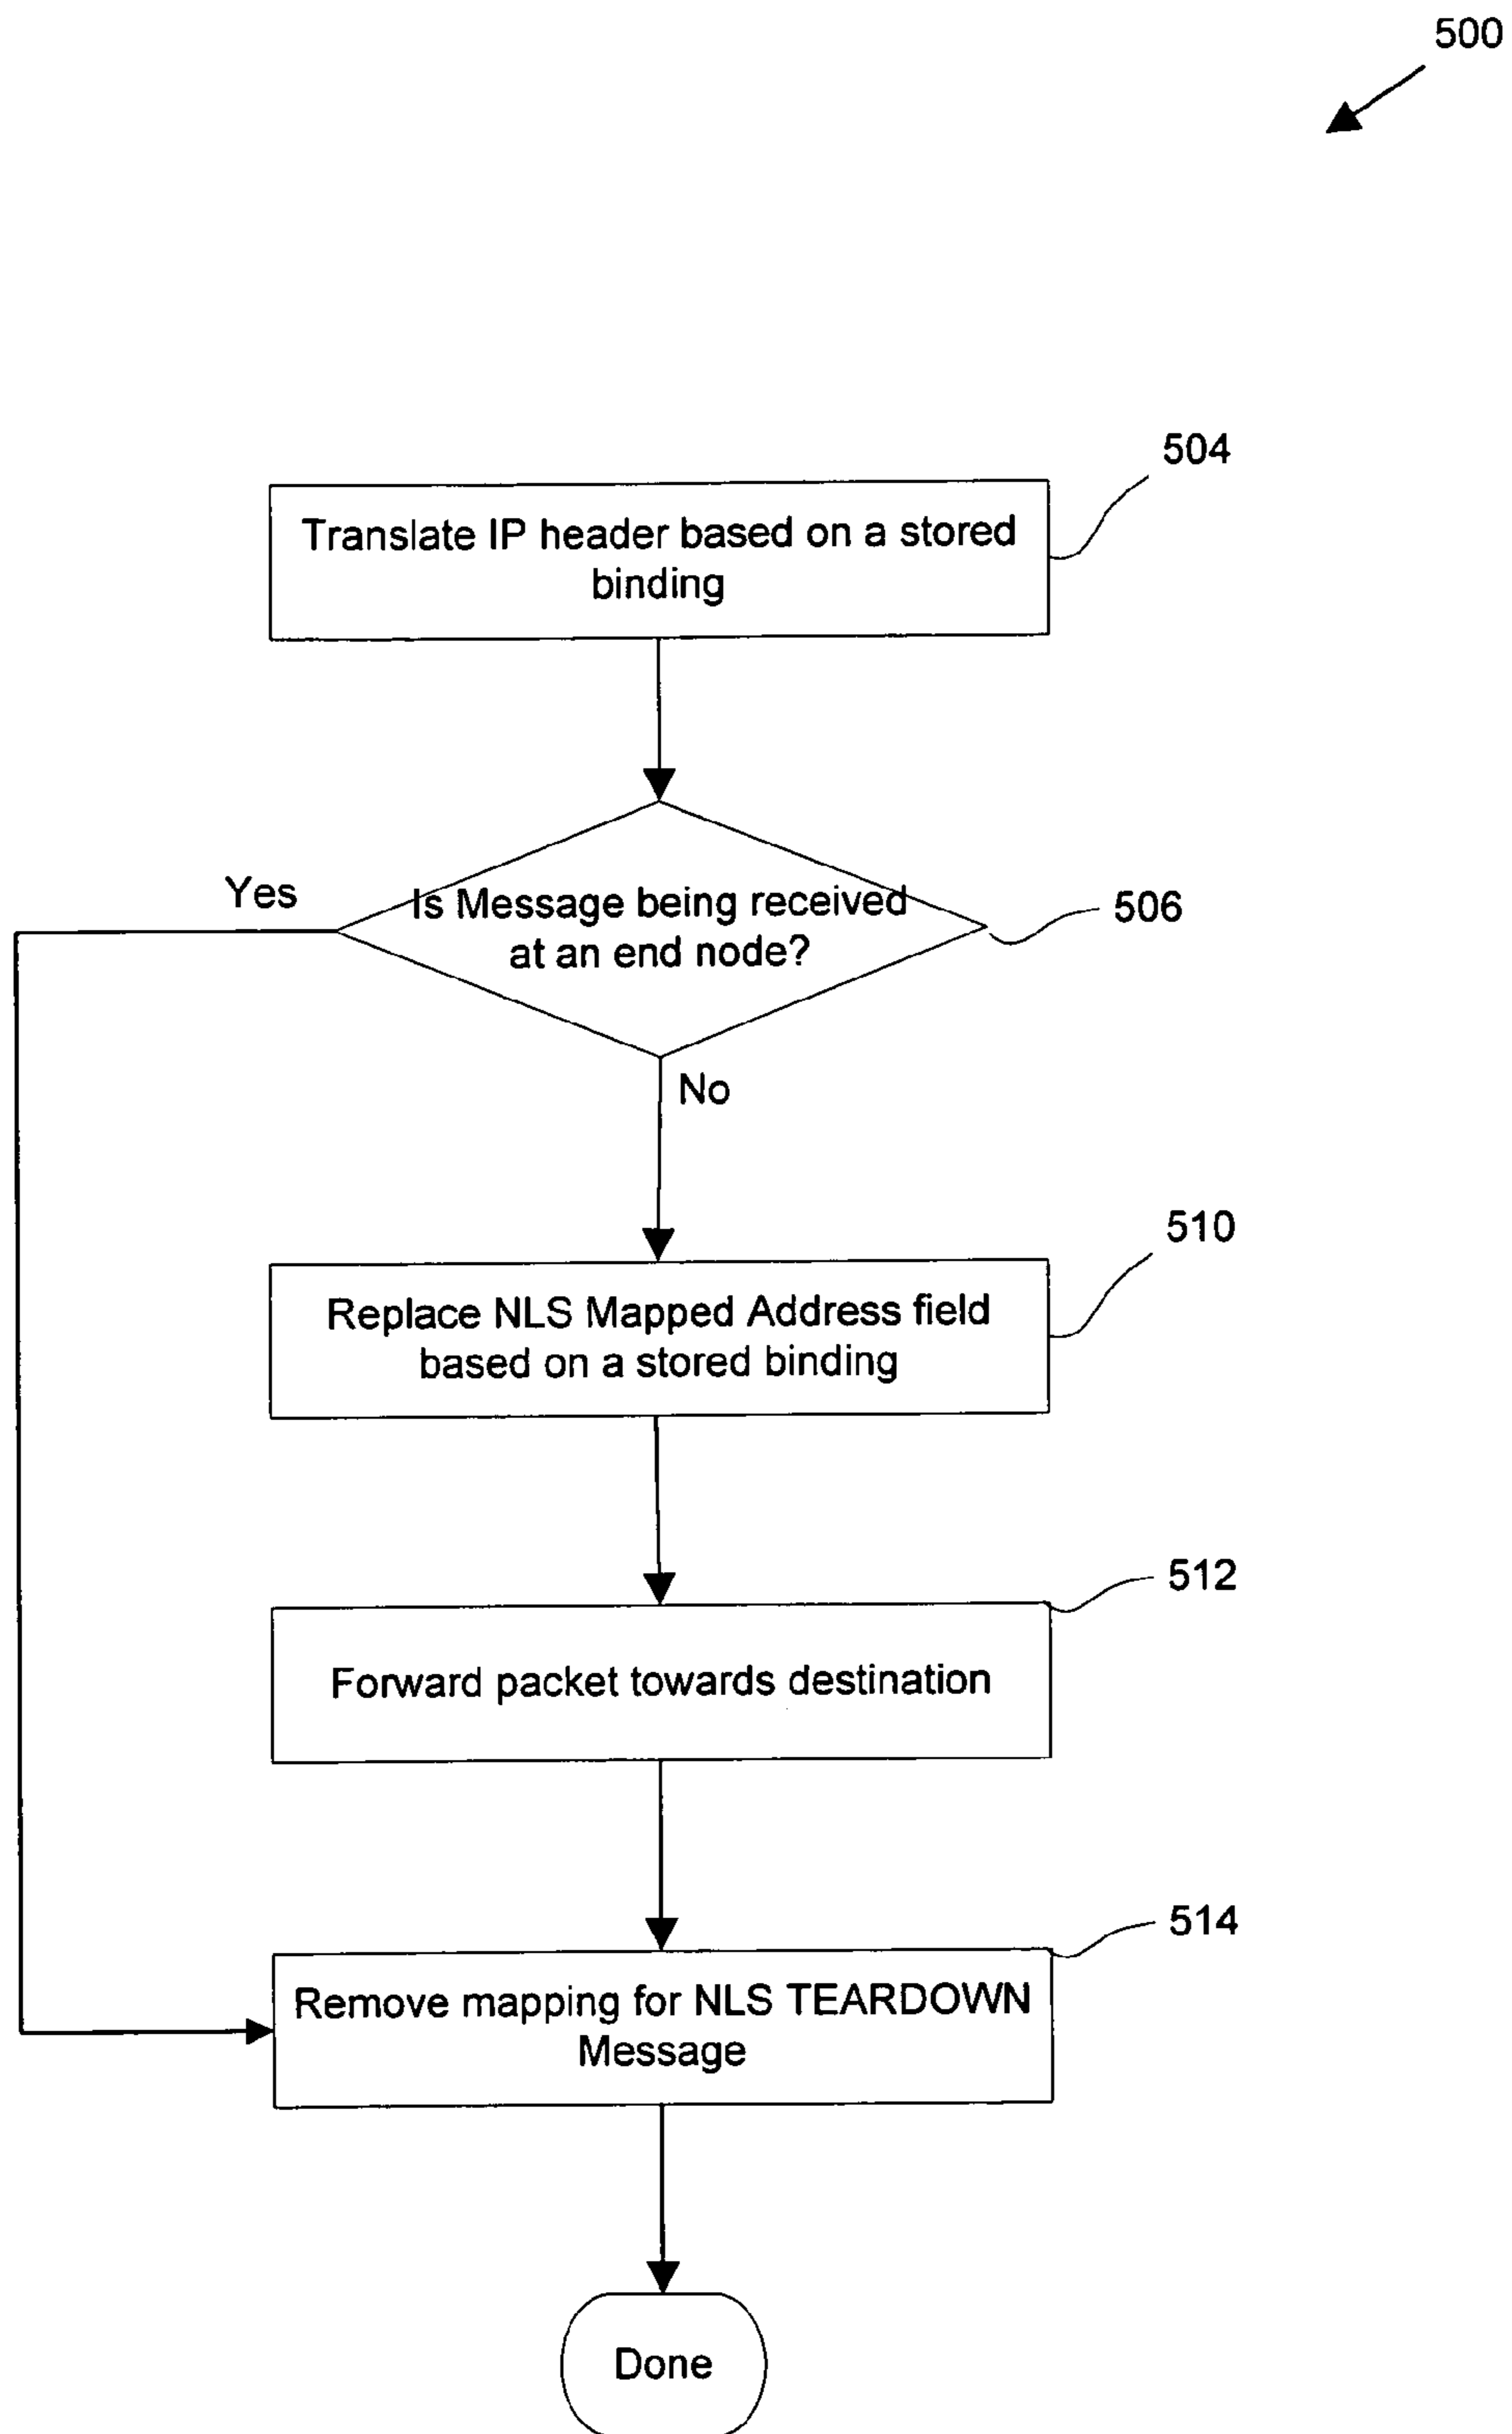 500
504
Translate IP header based on a stored
binding
Yes
Is Message being received
at an end node?
506
No
510
Replace NLS Mapped Address field
based on a stored binding
512
Forward packet towards destination
514
Remove mapping for NLS TEARDOWN
Message
Done